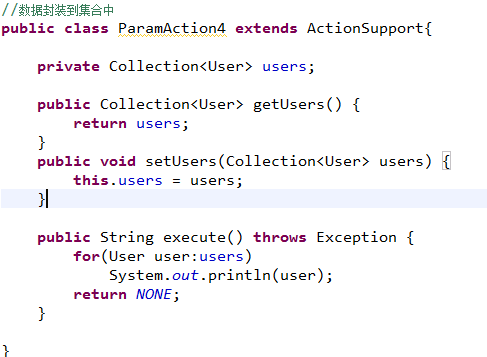 //数据封装到集合中
public class ParamAction4 extends ActionSupport{
private Collection<User> users;
public Collection<User> getUsers() {
return users;
}
public void setUsers(Collection<User> users) {
this.users = users;
}
public String execute() throws Exception {
for(User user:users)
System.out.println(user);
return NONE;
}
}